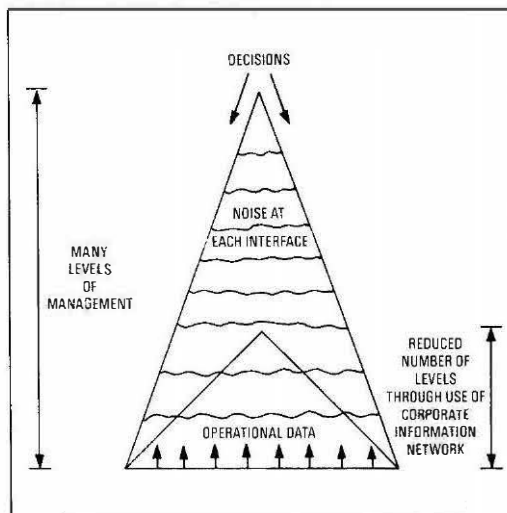 DECISIONS
NOISE AT
EACH INTERFACE
MANY
LEVELS
OF
MANAGEMENT
REDUCED
NUMBER OF
LEVELS
THROUGH USE OF
CORPORATE
INFORMATION
NETWORK
OPERATIONAL DATA